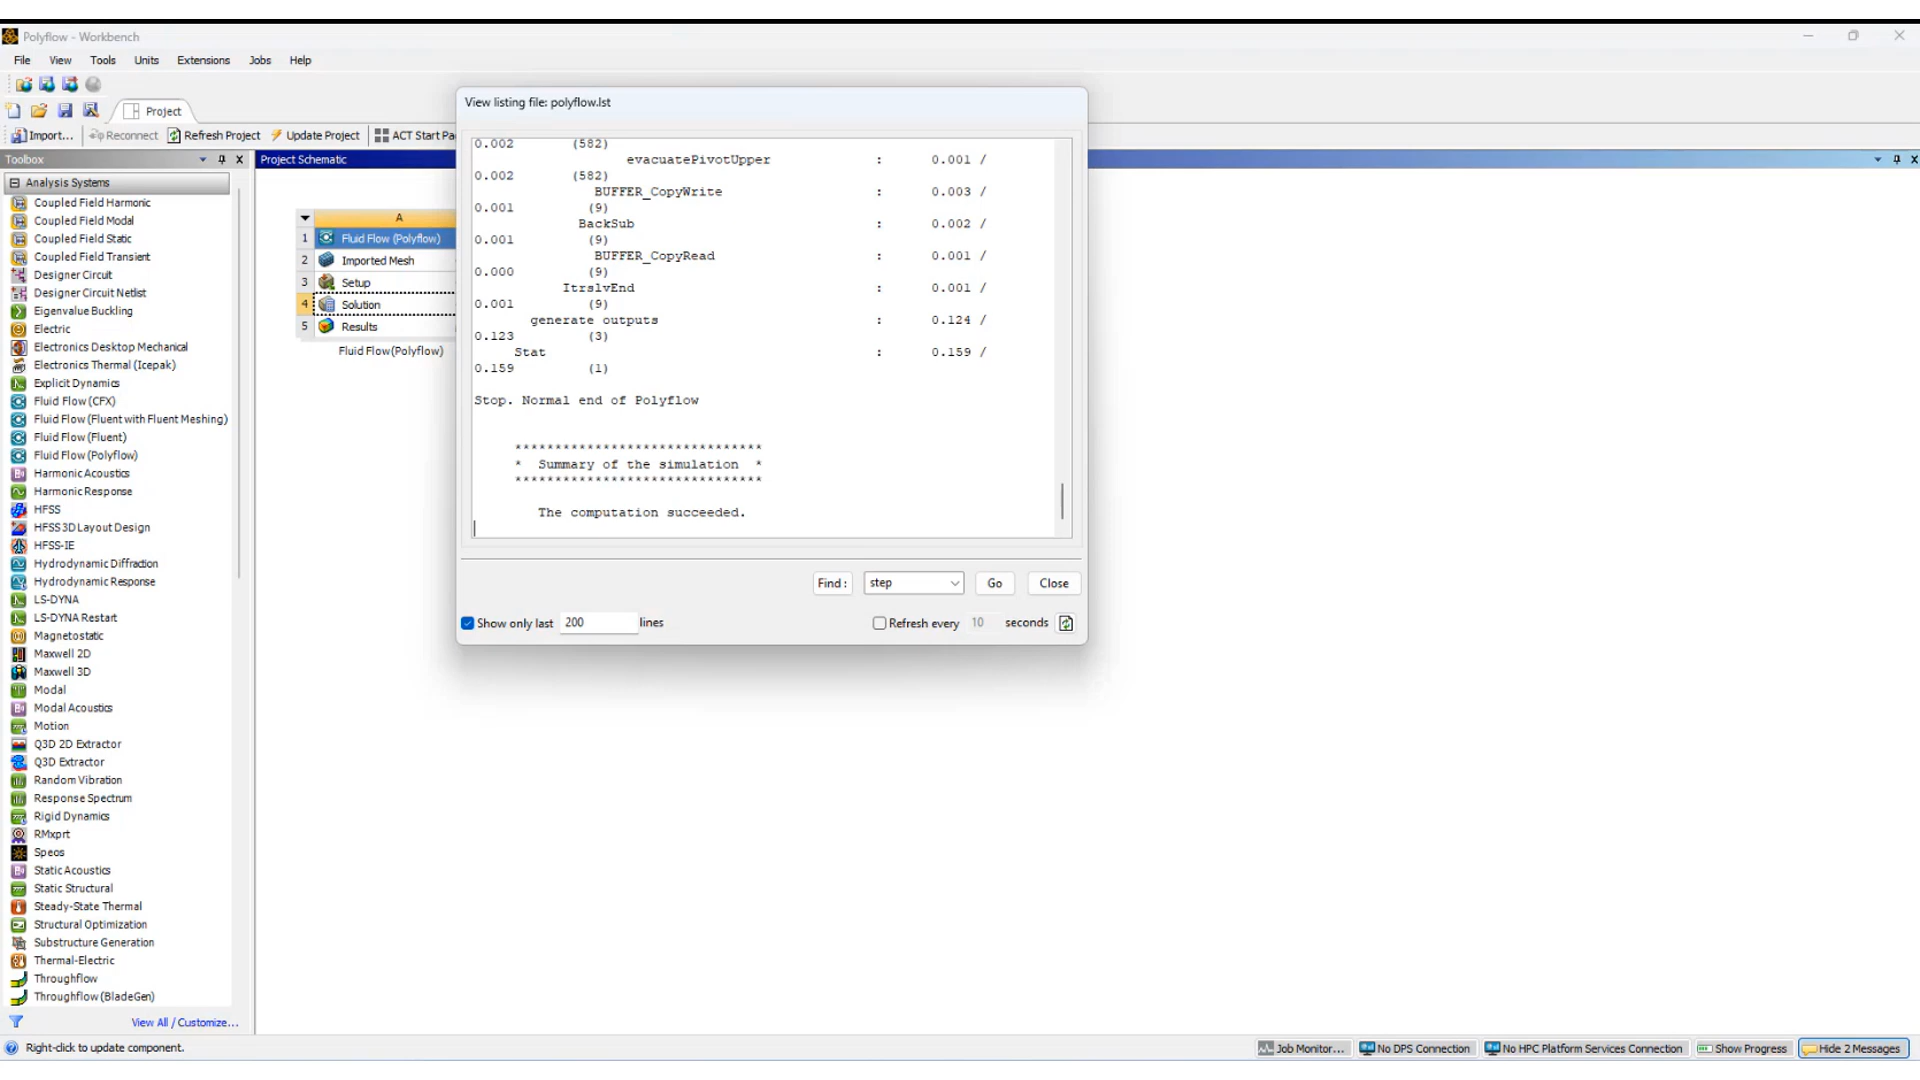 Polyflow - Workbench
File View Tools Units Extensions Jobs Help
Project
Import... Reconnect Refresh Project Update Project ACT Start Pa
Toolbox
Analysis Systems
Coupled Field Harmonic
Coupled Field Modal
Coupled Field Static
Coupled Field Transient
Designer Circuit
Designer Circuit Netlist
Eigenvalue Buckling
Electric
Electronics Desktop Mechanical
Electronics Thermal (Icepak)
Explicit Dynamics
Fluid Flow (CFX)
Fluid Flow (Fluent with Fluent Meshing)
Fluid Flow (Fluent)
Fluid Flow (Polyflow)
Harmonic Acoustics
Harmonic Response
HFSS
HFSS 3D Layout Design
HFSS-IE
Hydrodynamic Diffraction
Hydrodynamic Response
LS-DYNA
LS-DYNA Restart
Magnetostatic
Maxwell 2D
Maxwell 3D
Modal
Modal Acoustics
Motion
Q3D 2D Extractor
Q3D Extractor
Random Vibration
Response Spectrum
Rigid Dynamics
RMxprt
Speos
Static Acoustics
Static Structural
Steady-State Thermal
Structural Optimization
Substructure Generation
Thermal-Electric
Throughflow
Throughflow (BladeGen)
View All / Customize...
Project Schematic
A
1 Fluid Flow (Polyflow)
2 Imported Mesh
3 Setup
4 Solution
5 Results
Fluid Flow(Polyflow)
View listing file: polyflow.lst
0.002 (582)
evacuatePivotUpper : 0.001 /
0.002 (582)
BUFFER_CopyWrite : 0.003 /
0.001 (9)
BackSub : 0.002 /
0.001 (9)
BUFFER_CopyRead : 0.001 /
0.000 (9)
ItrslvEnd : 0.001 /
0.001 (9)
generate outputs : 0.124 /
0.123 (3)
Stat : 0.159 /
0.159 (1)
Stop. Normal end of Polyflow
*******************************
* Summary of the simulation *
*******************************
The computation succeeded.
Find : step Go Close
Show only last 200 lines Refresh every 10 seconds
Right-click to update component.
Job Monitor... No DPS Connection No HPC Platform Services Connection Show Progress Hide 2 Messages